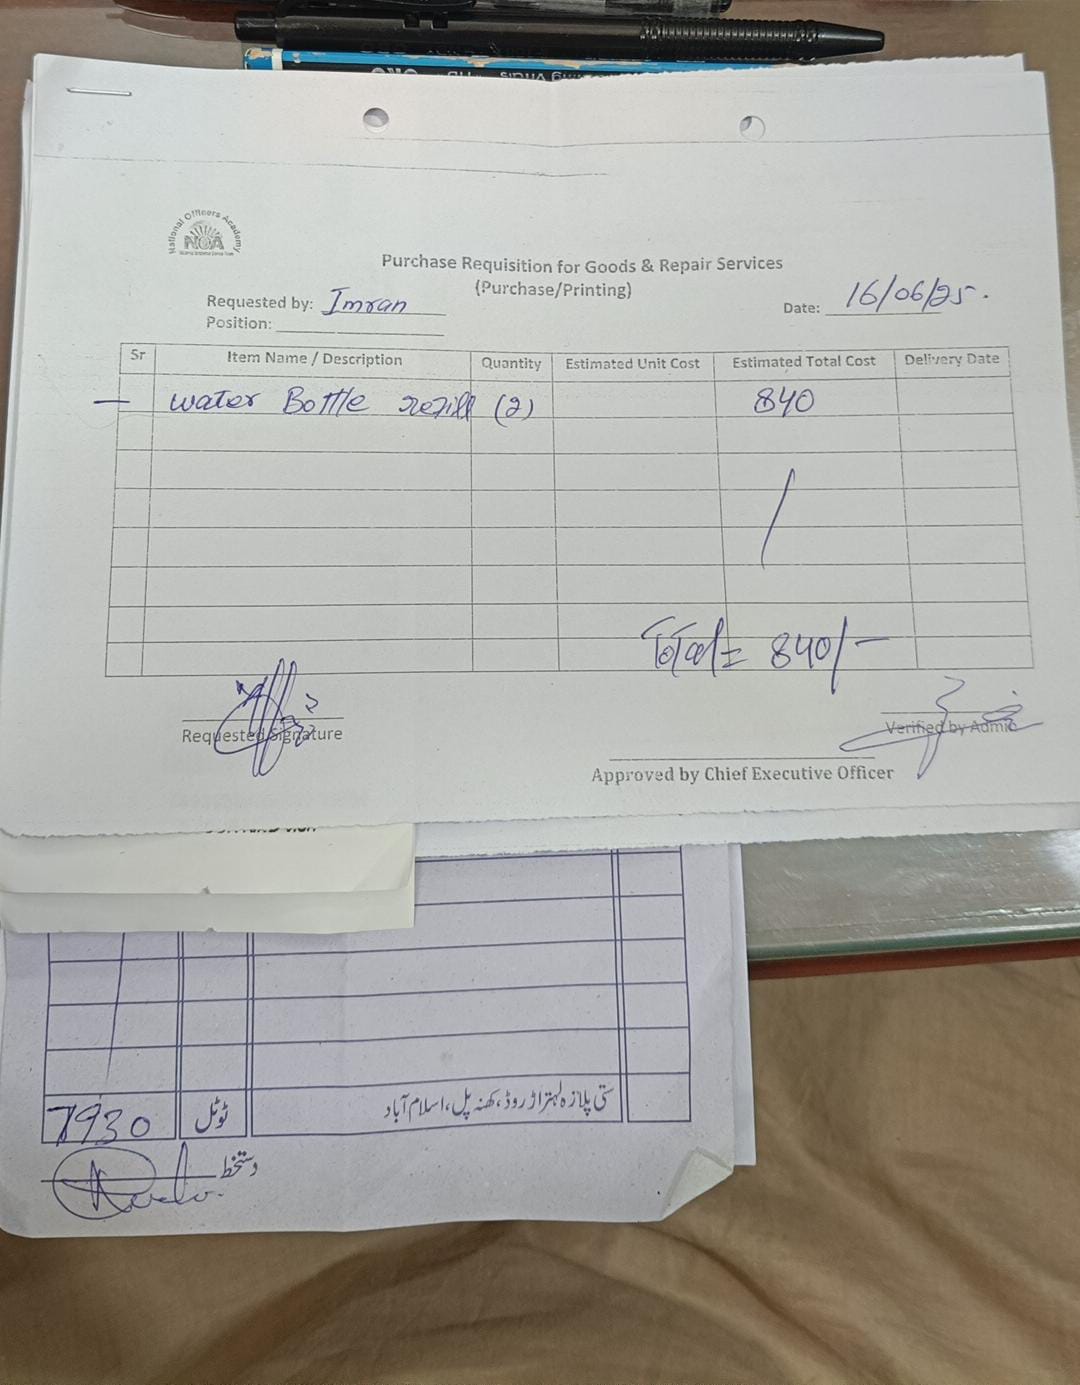 National Officers Academy
NOA
Purchase Requisition for Goods & Repair Services
(Purchase/Printing)
Requested by: Imran
Date: 16/06/25.
Position:
Sr Item Name / Description Quantity Estimated Unit Cost Estimated Total Cost Delivery Date
— water Bottle refill (2) 840
Total = 840/-
Requested Signature
Verified by Admin
Approved by Chief Executive Officer
ستی پلازہ لہتراڑ روڈ، کھنہ پل، اسلام آباد ٹوٹل 7930
دستخط